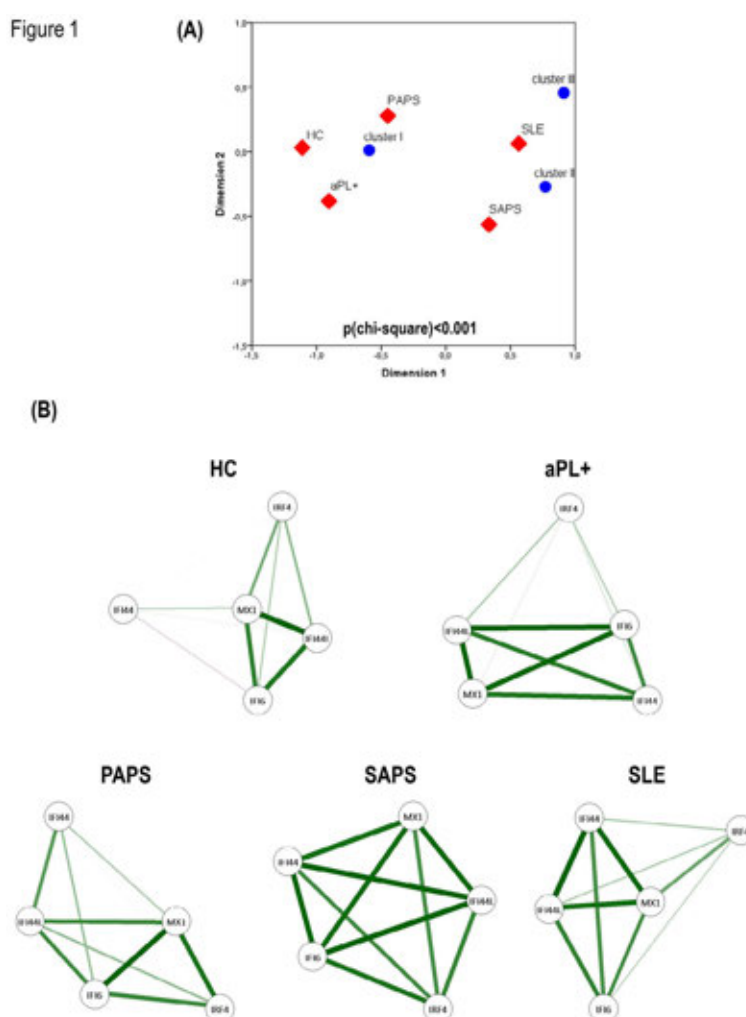 Figure 1
(A)
1,0
cluster III
0,5
PAPS
SLE
HC
cluster I
0,0
cluster II
aPL+
SAPS
-0,5
-1,0
-1,5
Dimension 2
p(chi-square)<0.001
-1,5 -1,0 -0,5 0,0 0,5 1,0
Dimension 1
(B)
HC aPL+
IRF4 IRF4
IFI44 MX1 IFI44L IFI44L IFI6
IFI6 MX1 IFI44
PAPS SAPS SLE
IFI44 MX1 IFI44 IRF4
IFI44
IFI44L MX1 IFI44L IFI44L MX1
IFI6
IFI6 IRF4 IRF4 IFI6